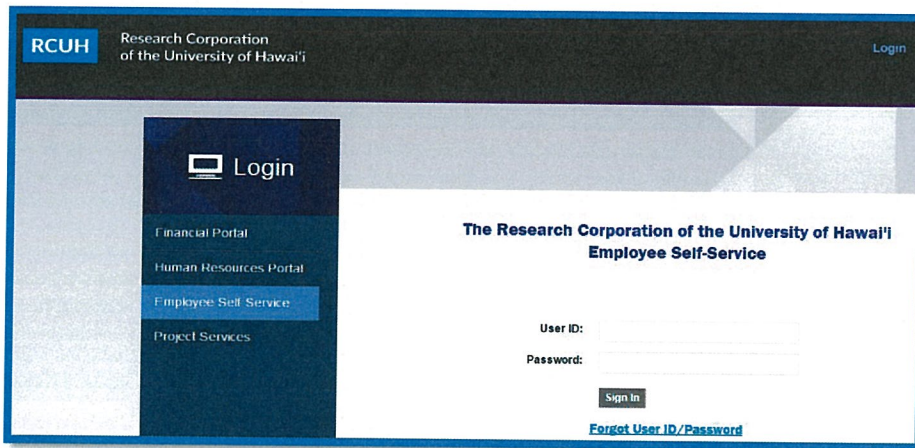 RCUH
Research Corporation
of the University of Hawai'i
Login
Login
Financial Portal
Human Resources Portal
Employee Self Service
Project Services
The Research Corporation of the University of Hawai'i
Employee Self-Service
User ID:
Password:
Sign In
Forgot User ID/Password